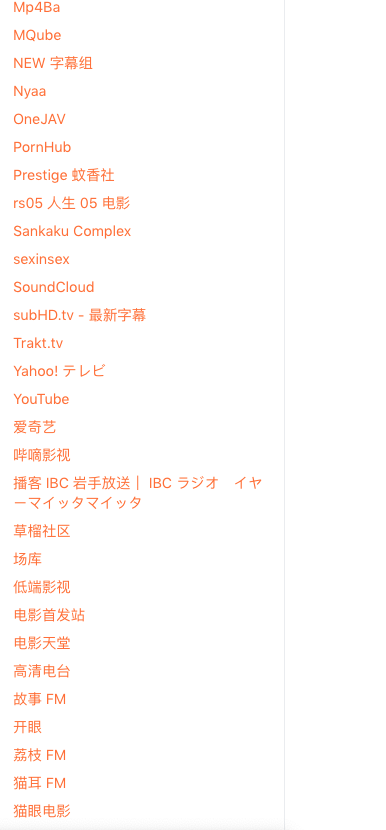 Mp4Ba
MQube
NEW 字幕组
Nyaa
OneJAV
PornHub
Prestige 蚊香社
rs05 人生 05 电影
Sankaku Complex
sexinsex
SoundCloud
subHD.tv - 最新字幕
Trakt.tv
Yahoo! テレビ
YouTube
爱奇艺
哔嘀影视
播客 IBC 岩手放送｜ IBC ラジオ　イヤ
ーマイッタマイッタ
草榴社区
场库
低端影视
电影首发站
电影天堂
高清电台
故事 FM
开眼
荔枝 FM
猫耳 FM
猫眼电影